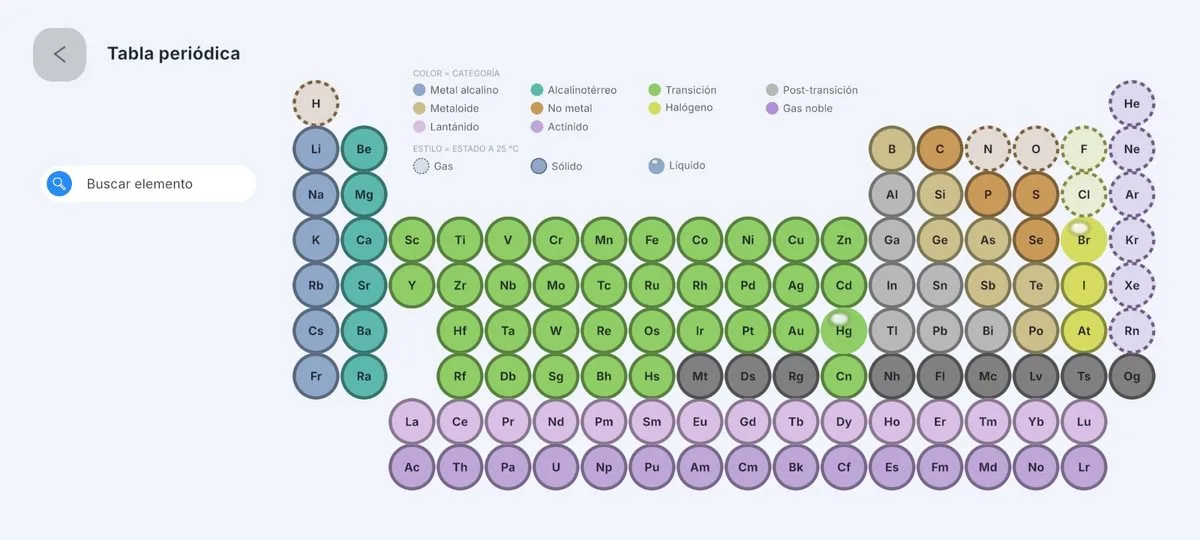 <
Tabla periódica
COLOR = CATEGORÍA
Metal alcalino Alcalinotérreo Transición Post-transición
Metaloide No metal Halógeno Gas noble
Lantánido Actínido
ESTILO = ESTADO A 25 °C
Gas Sólido Líquido
Buscar elemento
H He
Li Be B C N O F Ne
Na Mg Al Si P S Cl Ar
K Ca Sc Ti V Cr Mn Fe Co Ni Cu Zn Ga Ge As Se Br Kr
Rb Sr Y Zr Nb Mo Tc Ru Rh Pd Ag Cd In Sn Sb Te I Xe
Cs Ba Hf Ta W Re Os Ir Pt Au Hg Tl Pb Bi Po At Rn
Fr Ra Rf Db Sg Bh Hs Mt Ds Rg Cn Nh Fl Mc Lv Ts Og
La Ce Pr Nd Pm Sm Eu Gd Tb Dy Ho Er Tm Yb Lu
Ac Th Pa U Np Pu Am Cm Bk Cf Es Fm Md No Lr